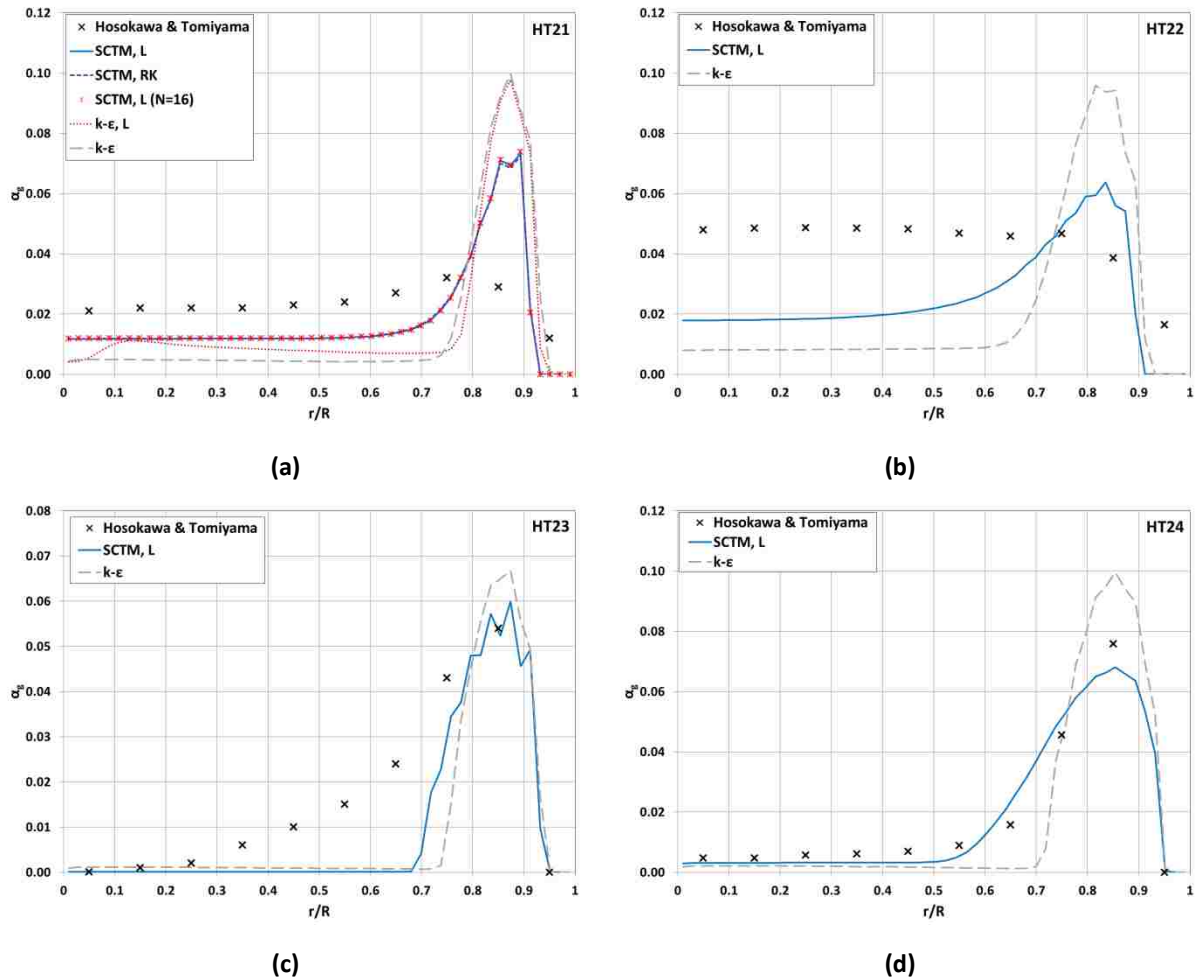 0.12
0.10
0.08
0.06
0.04
0.02
0.00
αg
HT21
Hosokawa & Tomiyama
SCTM, L
SCTM, RK
SCTM, L (N=16)
k-ε, L
k-ε
0 0.1 0.2 0.3 0.4 0.5 0.6 0.7 0.8 0.9 1
r/R
(a)
0.12
0.10
0.08
0.06
0.04
0.02
0.00
αg
HT22
Hosokawa & Tomiyama
SCTM, L
k-ε
0 0.1 0.2 0.3 0.4 0.5 0.6 0.7 0.8 0.9 1
r/R
(b)
0.08
0.07
0.06
0.05
0.04
0.03
0.02
0.01
0.00
αg
HT23
Hosokawa & Tomiyama
SCTM, L
k-ε
0 0.1 0.2 0.3 0.4 0.5 0.6 0.7 0.8 0.9 1
r/R
(c)
0.12
0.10
0.08
0.06
0.04
0.02
0.00
αg
HT24
Hosokawa & Tomiyama
SCTM, L
k-ε
0 0.1 0.2 0.3 0.4 0.5 0.6 0.7 0.8 0.9 1
r/R
(d)